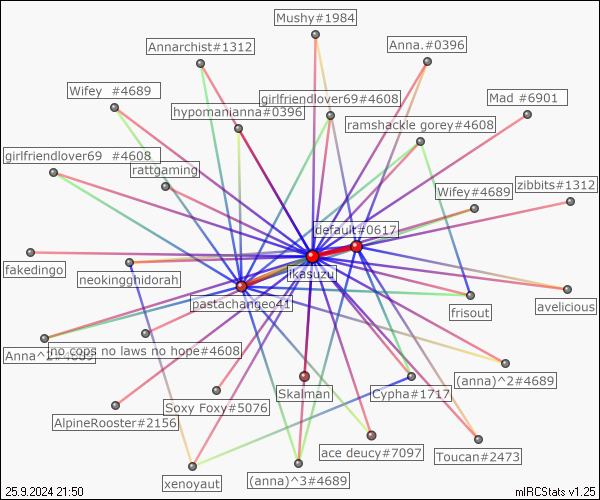 Mushy#1984
Annarchist#1312
Anna.#0396
Wifey #4689
girlfriendlover69#4608
Mad #6901
hypomanianna#0396
ramshackle gorey#4608
girlfriendlover69 #4608
rattgaming
zibbits#1312
Wifey#4689
default#0617
fakedingo
ikasuzu
neokingghidorah
pastachangeo41
frisout
avelicious
Anna^2#4689
no cops no laws no hope#4608
(anna)^2#4689
Skalman
Cypha#1717
Soxy Foxy#5076
AlpineRooster#2156
ace deucy#7097
Toucan#2473
xenoyaut
(anna)^3#4689
25.9.2024 21:50
mIRCStats v1.25